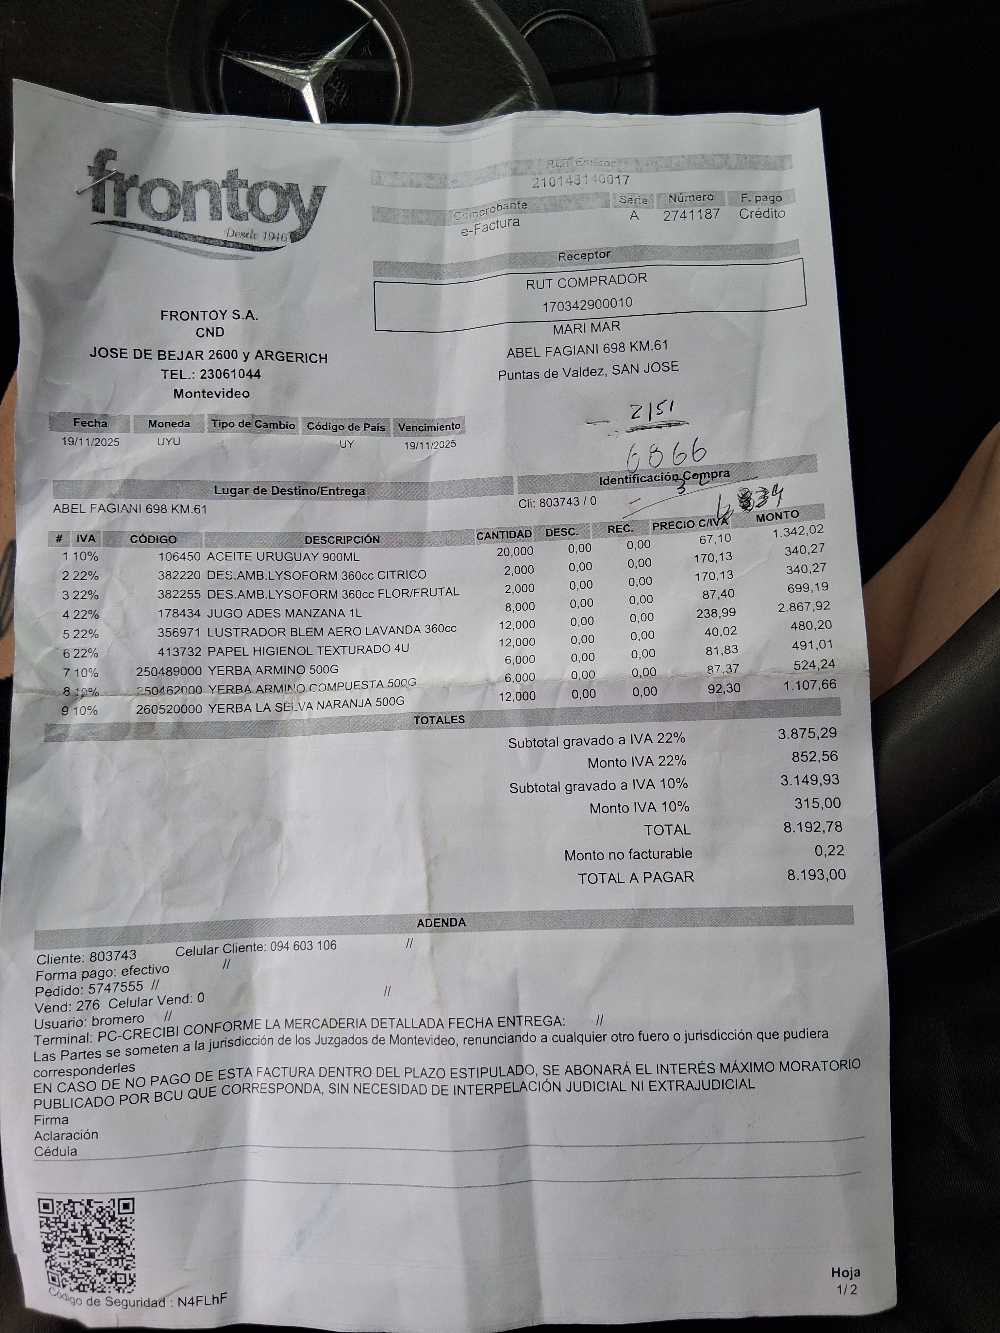 frontoy
Desde 1946
RUT Emisor
210143140017
Comprobante Serie Número F. pago
e-Factura A 2741187 Crédito
Receptor
RUT COMPRADOR
170342900010
MARI MAR
ABEL FAGIANI 698 KM.61
Puntas de Valdez, SAN JOSE
FRONTOY S.A.
CND
JOSE DE BEJAR 2600 y ARGERICH
TEL.: 23061044
Montevideo
Fecha Moneda Tipo de Cambio Código de País Vencimiento
19/11/2025 UYU UY 19/11/2025
2151
6866
Lugar de Destino/Entrega Identificación Compra
ABEL FAGIANI 698 KM.61 Cli: 803743 / 0
# IVA CÓDIGO DESCRIPCIÓN CANTIDAD DESC. REC. PRECIO C/IVA MONTO
1 10% 106450 ACEITE URUGUAY 900ML 20,000 0,00 0,00 67,10 1.342,02
2 22% 382220 DES.AMB.LYSOFORM 360cc CITRICO 2,000 0,00 0,00 170,13 340,27
3 22% 382255 DES.AMB.LYSOFORM 360cc FLOR/FRUTAL 2,000 0,00 0,00 170,13 340,27
4 22% 178434 JUGO ADES MANZANA 1L 8,000 0,00 0,00 87,40 699,19
5 22% 356971 LUSTRADOR BLEM AERO LAVANDA 360cc 12,000 0,00 0,00 238,99 2.867,92
6 22% 413732 PAPEL HIGIENOL TEXTURADO 4U 12,000 0,00 0,00 40,02 480,20
7 10% 250489000 YERBA ARMINO 500G 6,000 0,00 0,00 81,83 491,01
8 10% 250462000 YERBA ARMINO COMPUESTA 500G 6,000 0,00 0,00 87,37 524,24
9 10% 260520000 YERBA LA SELVA NARANJA 500G 12,000 0,00 0,00 92,30 1.107,66
TOTALES
Subtotal gravado a IVA 22% 3.875,29
Monto IVA 22% 852,56
Subtotal gravado a IVA 10% 3.149,93
Monto IVA 10% 315,00
TOTAL 8.192,78
Monto no facturable 0,22
TOTAL A PAGAR 8.193,00
ADENDA
Cliente: 803743 Celular Cliente: 094 603 106 //
Forma pago: efectivo //
Pedido: 5747555 //
Vend: 276 Celular Vend: 0 //
Usuario: bromero //
Terminal: PC-CRECIBI CONFORME LA MERCADERIA DETALLADA FECHA ENTREGA: //
Las Partes se someten a la jurisdicción de los Juzgados de Montevideo, renunciando a cualquier otro fuero o jurisdicción que pudiera
corresponderles
EN CASO DE NO PAGO DE ESTA FACTURA DENTRO DEL PLAZO ESTIPULADO, SE ABONARÁ EL INTERÉS MÁXIMO MORATORIO
PUBLICADO POR BCU QUE CORRESPONDA, SIN NECESIDAD DE INTERPELACIÓN JUDICIAL NI EXTRAJUDICIAL
Firma
Aclaración
Cédula
Código de Seguridad : N4FLhF
Hoja
1/2